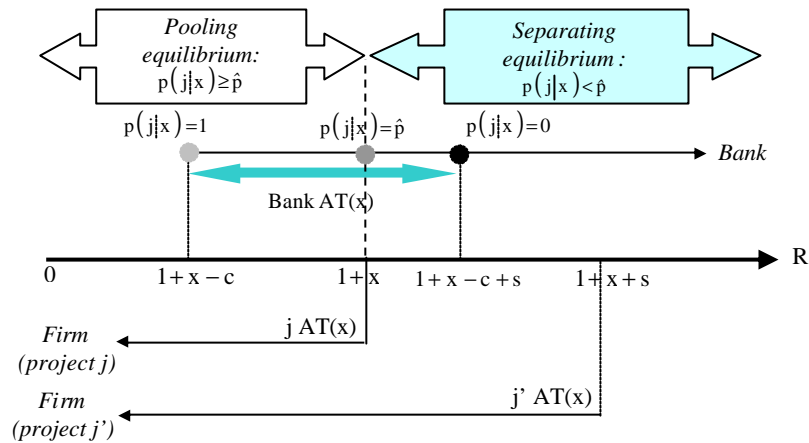 Pooling
equilibrium:
p(j|x) ≥ p̂
Separating
equilibrium :
p(j|x) < p̂
p(j|x) = 1
p(j|x) = p̂
p(j|x) = 0
Bank
Bank AT(x)
R
0
1+x−c
1+x
1+x−c+s
1+x+s
j AT(x)
Firm
(project j)
j' AT(x)
Firm
(project j')